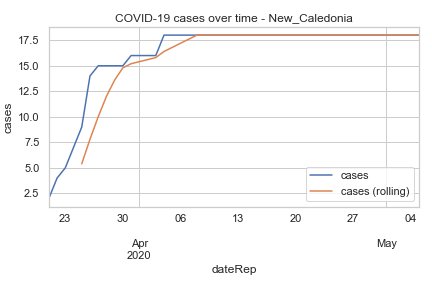 COVID-19 cases over time - New_Caledonia
cases
17.5
15.0
12.5
10.0
7.5
5.0
2.5
cases
cases (rolling)
23 30 06 13 20 27 04
Apr May
2020
dateRep